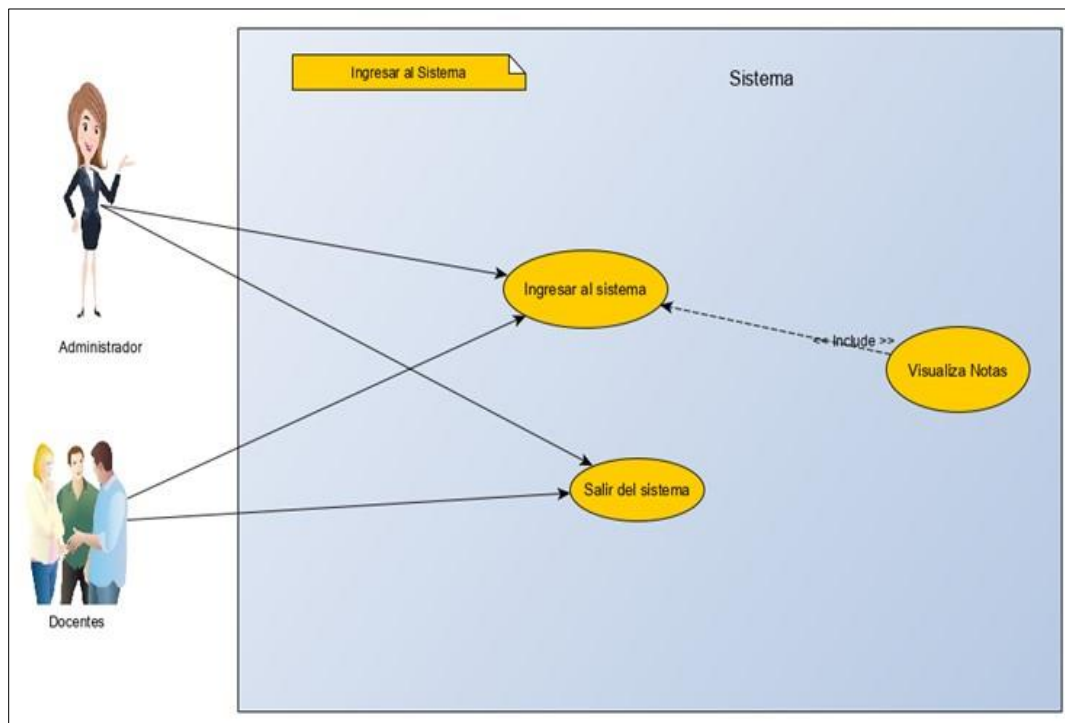 Ingresar al Sistema
Sistema
Ingresar al sistema
<< Include >>
Visualiza Notas
Administrador
Salir del sistema
Docentes